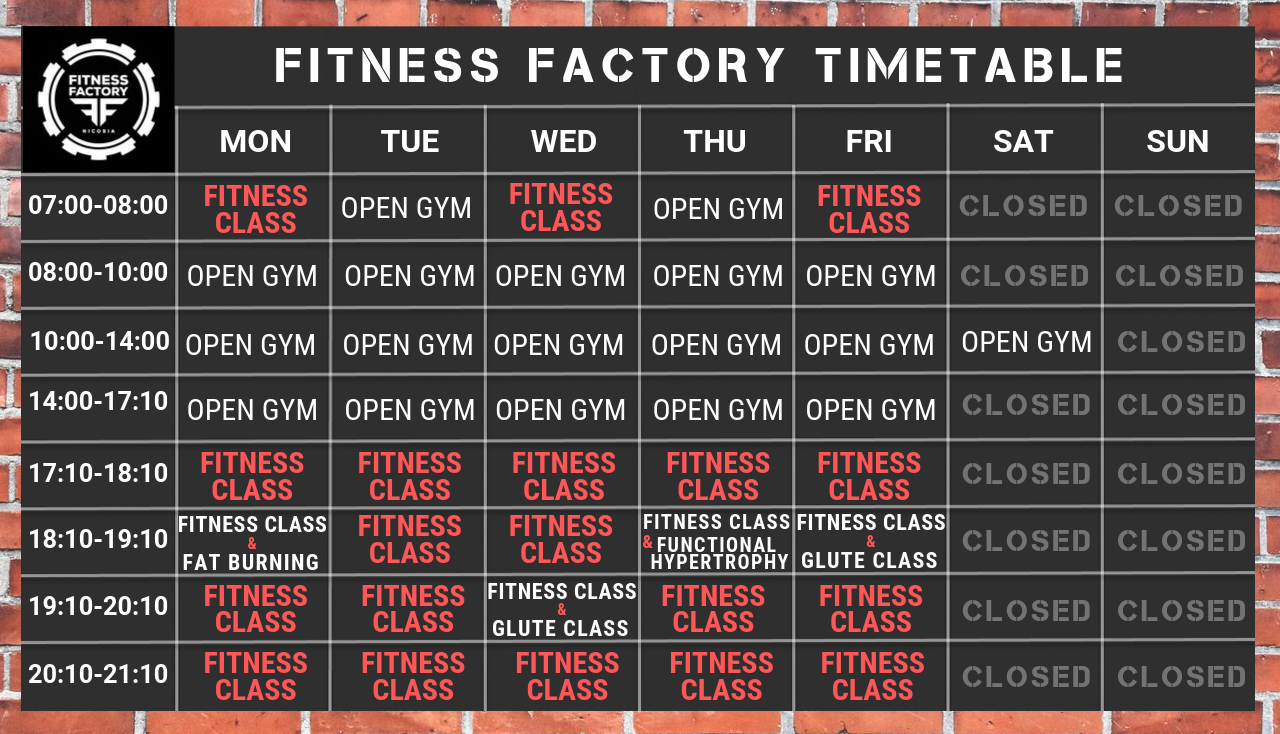 FITNESS FACTORY TIMETABLE
FITNESS
FACTORY
FF
NICOSIA
MON TUE WED THU FRI SAT SUN
07:00-08:00 FITNESS CLASS OPEN GYM FITNESS CLASS OPEN GYM FITNESS CLASS CLOSED CLOSED
08:00-10:00 OPEN GYM OPEN GYM OPEN GYM OPEN GYM OPEN GYM CLOSED CLOSED
10:00-14:00 OPEN GYM OPEN GYM OPEN GYM OPEN GYM OPEN GYM OPEN GYM CLOSED
14:00-17:10 OPEN GYM OPEN GYM OPEN GYM OPEN GYM OPEN GYM CLOSED CLOSED
17:10-18:10 FITNESS CLASS FITNESS CLASS FITNESS CLASS FITNESS CLASS FITNESS CLASS CLOSED CLOSED
18:10-19:10 FITNESS CLASS & FAT BURNING FITNESS CLASS FITNESS CLASS FITNESS CLASS & FUNCTIONAL HYPERTROPHY FITNESS CLASS & GLUTE CLASS CLOSED CLOSED
19:10-20:10 FITNESS CLASS FITNESS CLASS FITNESS CLASS & GLUTE CLASS FITNESS CLASS FITNESS CLASS CLOSED CLOSED
20:10-21:10 FITNESS CLASS FITNESS CLASS FITNESS CLASS FITNESS CLASS FITNESS CLASS CLOSED CLOSED